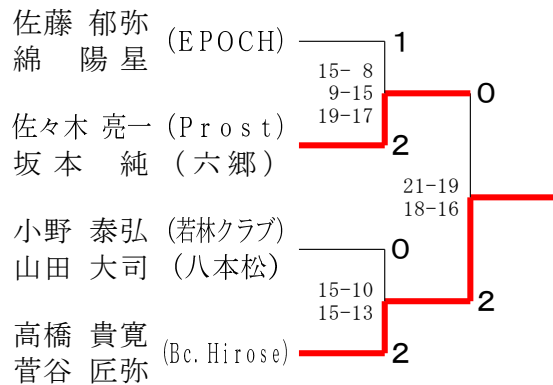 佐藤 郁弥 (EPOCH) 1
綿 陽星
15- 8
9-15
19-17
0
佐々木 亮一 (Prost) 2
坂本 純 (六郷)
21-19
18-16
小野 泰弘 (若林クラブ) 0
山田 大司 (八本松)
15-10
15-13
2
高橋 貴寛
菅谷 匠弥 (Bc. Hirose) 2